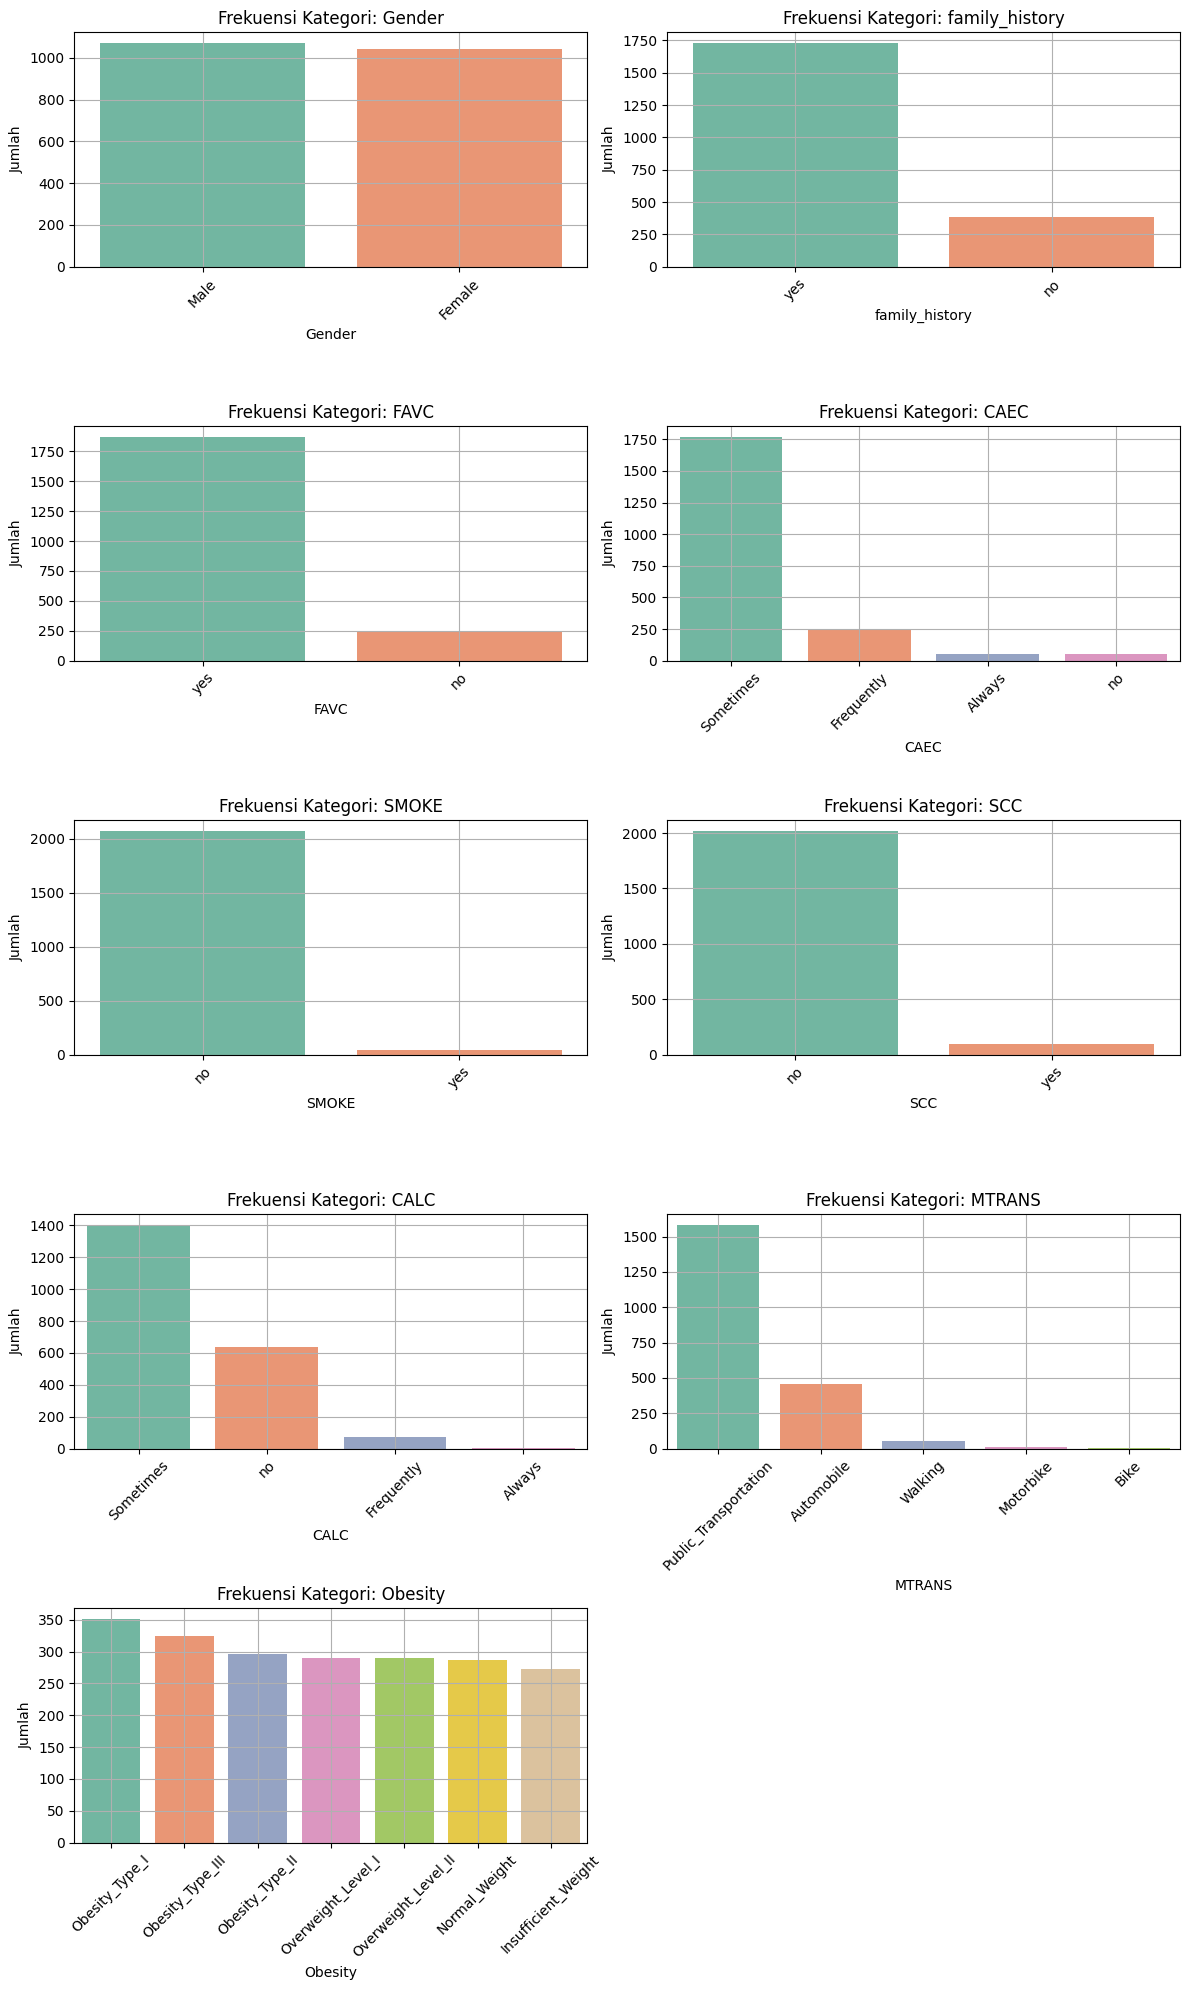 Frekuensi Kategori: Gender
Jumlah
1000
800
600
400
200
0
Male
Female
Gender
Frekuensi Kategori: family_history
Jumlah
1750
1500
1250
1000
750
500
250
0
yes
no
family_history
Frekuensi Kategori: FAVC
Jumlah
1750
1500
1250
1000
750
500
250
0
yes
no
FAVC
Frekuensi Kategori: CAEC
Jumlah
1750
1500
1250
1000
750
500
250
0
Sometimes
Frequently
Always
no
CAEC
Frekuensi Kategori: SMOKE
Jumlah
2000
1500
1000
500
0
no
yes
SMOKE
Frekuensi Kategori: SCC
Jumlah
2000
1500
1000
500
0
no
yes
SCC
Frekuensi Kategori: CALC
Jumlah
1400
1200
1000
800
600
400
200
0
Sometimes
no
Frequently
Always
CALC
Frekuensi Kategori: MTRANS
Jumlah
1500
1250
1000
750
500
250
0
Public_Transportation
Automobile
Walking
Motorbike
Bike
MTRANS
Frekuensi Kategori: Obesity
Jumlah
350
300
250
200
150
100
50
0
Obesity_Type_I
Obesity_Type_III
Obesity_Type_II
Overweight_Level_I
Overweight_Level_II
Normal_Weight
Insufficient_Weight
Obesity